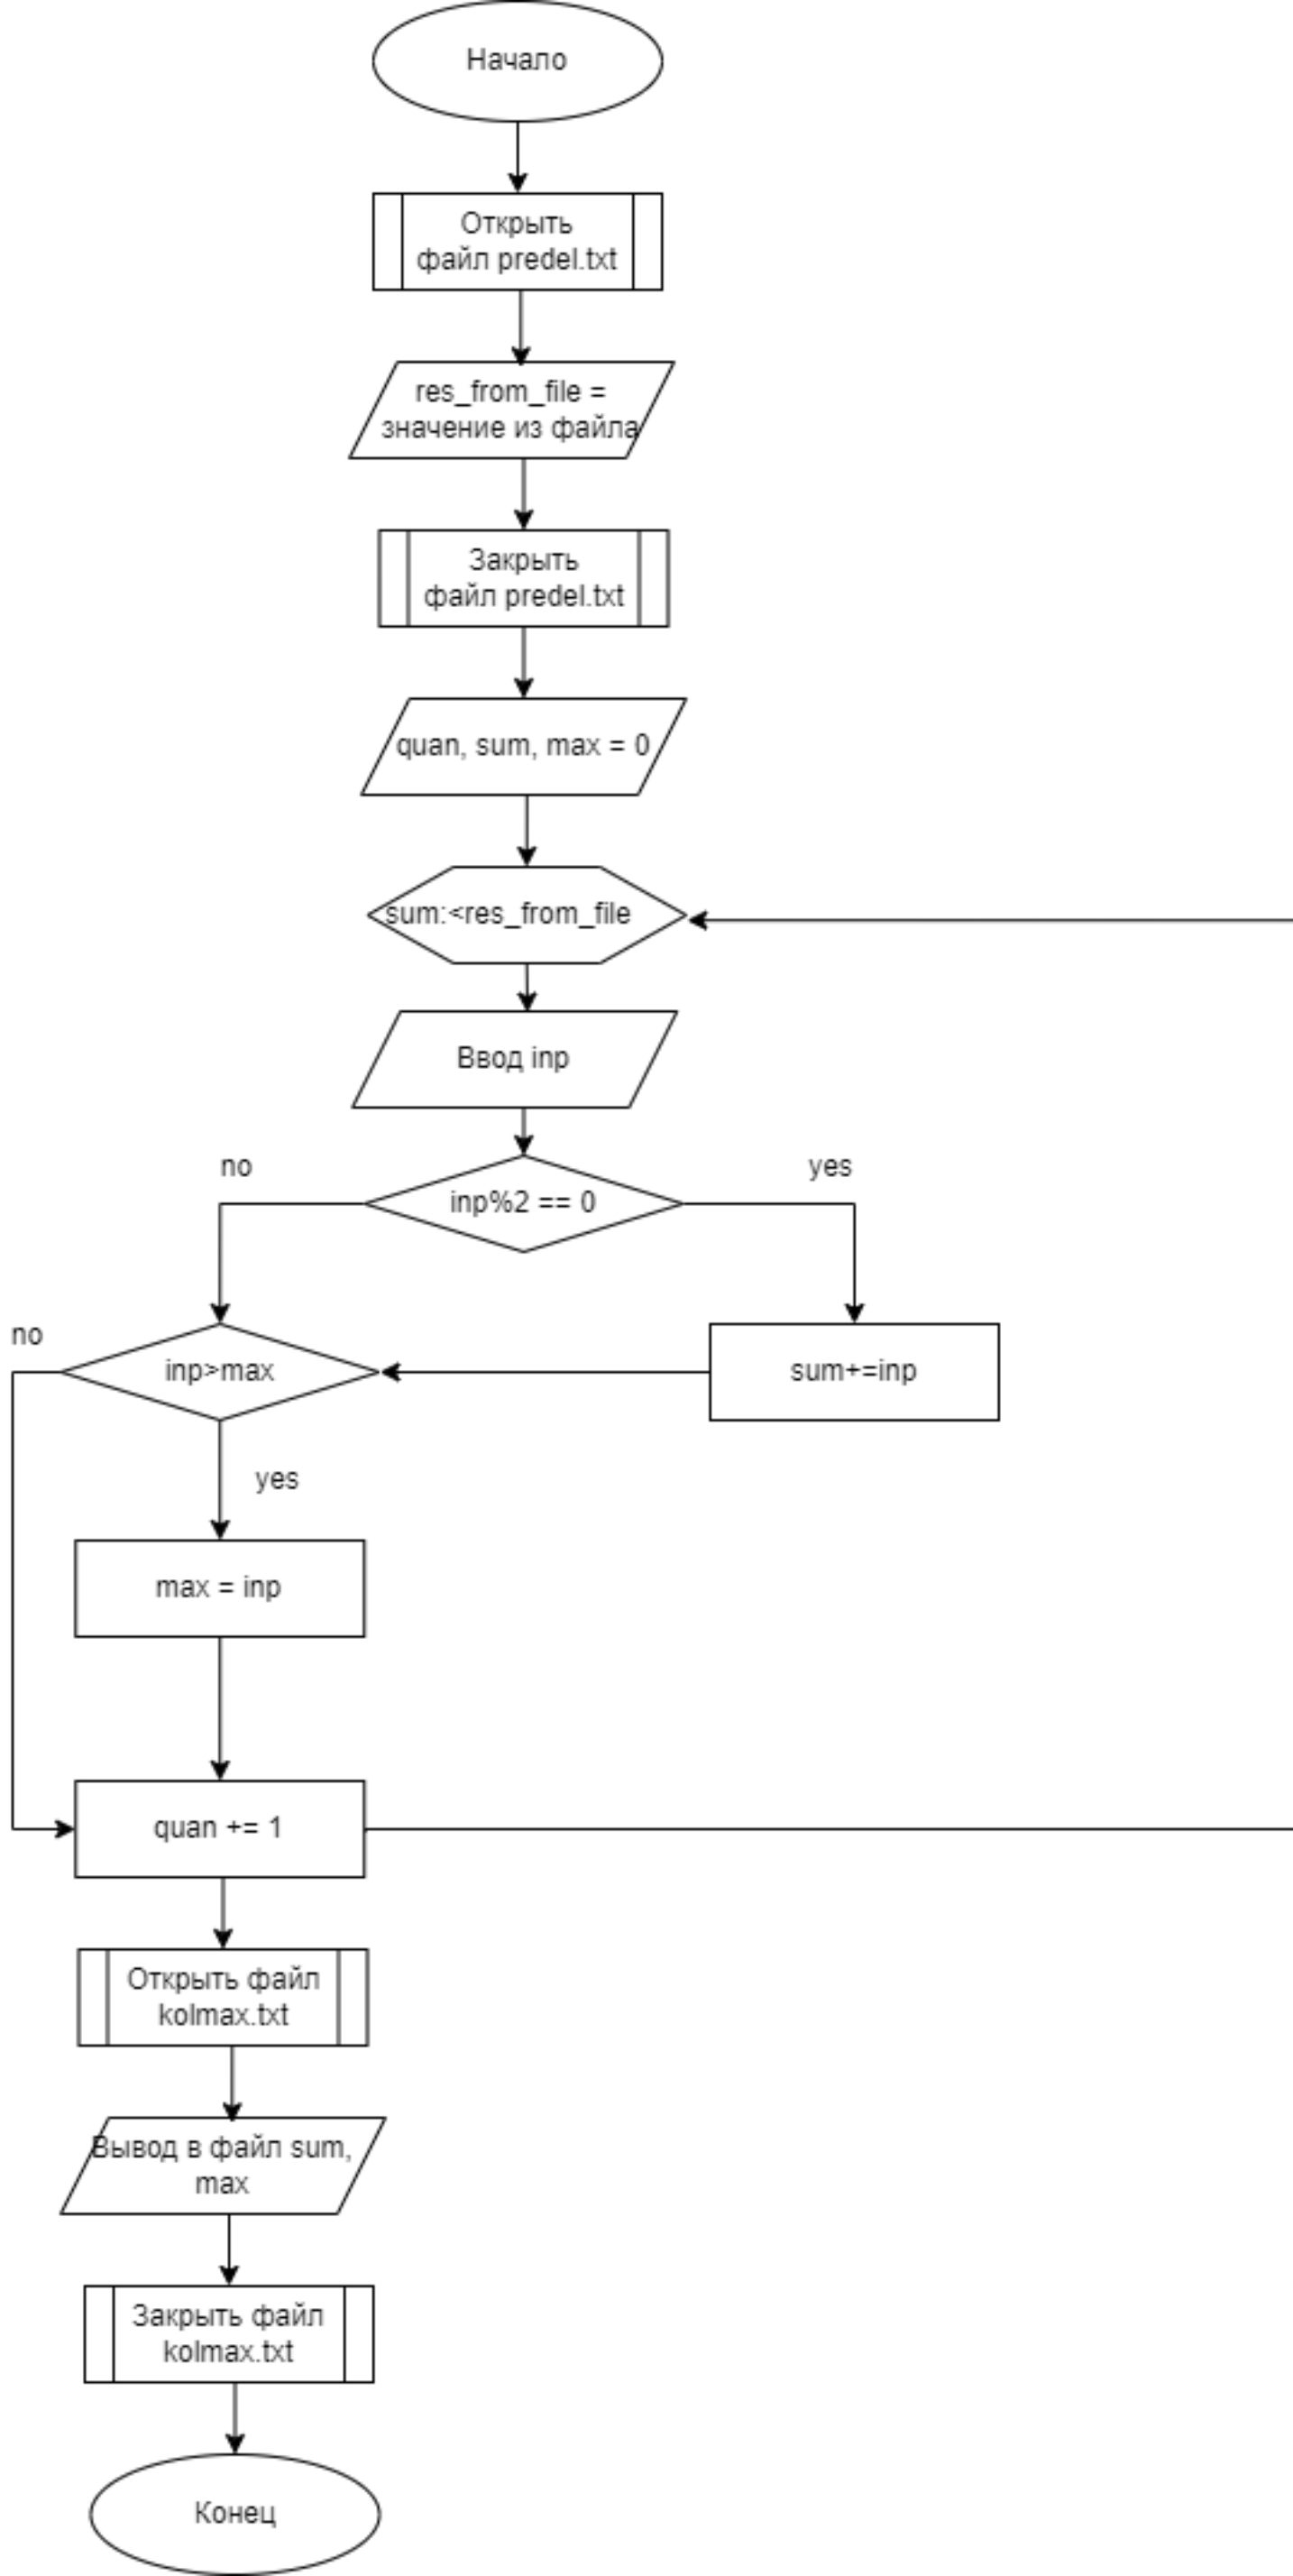 Начало
Открыть
файл predel.txt
res_from_file =
значение из файла
Закрыть
файл predel.txt
quan, sum, max = 0
sum:<res_from_file
Ввод inp
no
yes
inp%2 == 0
no
inp>max
sum+=inp
yes
max = inp
quan += 1
Открыть файл
kolmax.txt
Вывод в файл sum,
max
Закрыть файл
kolmax.txt
Конец